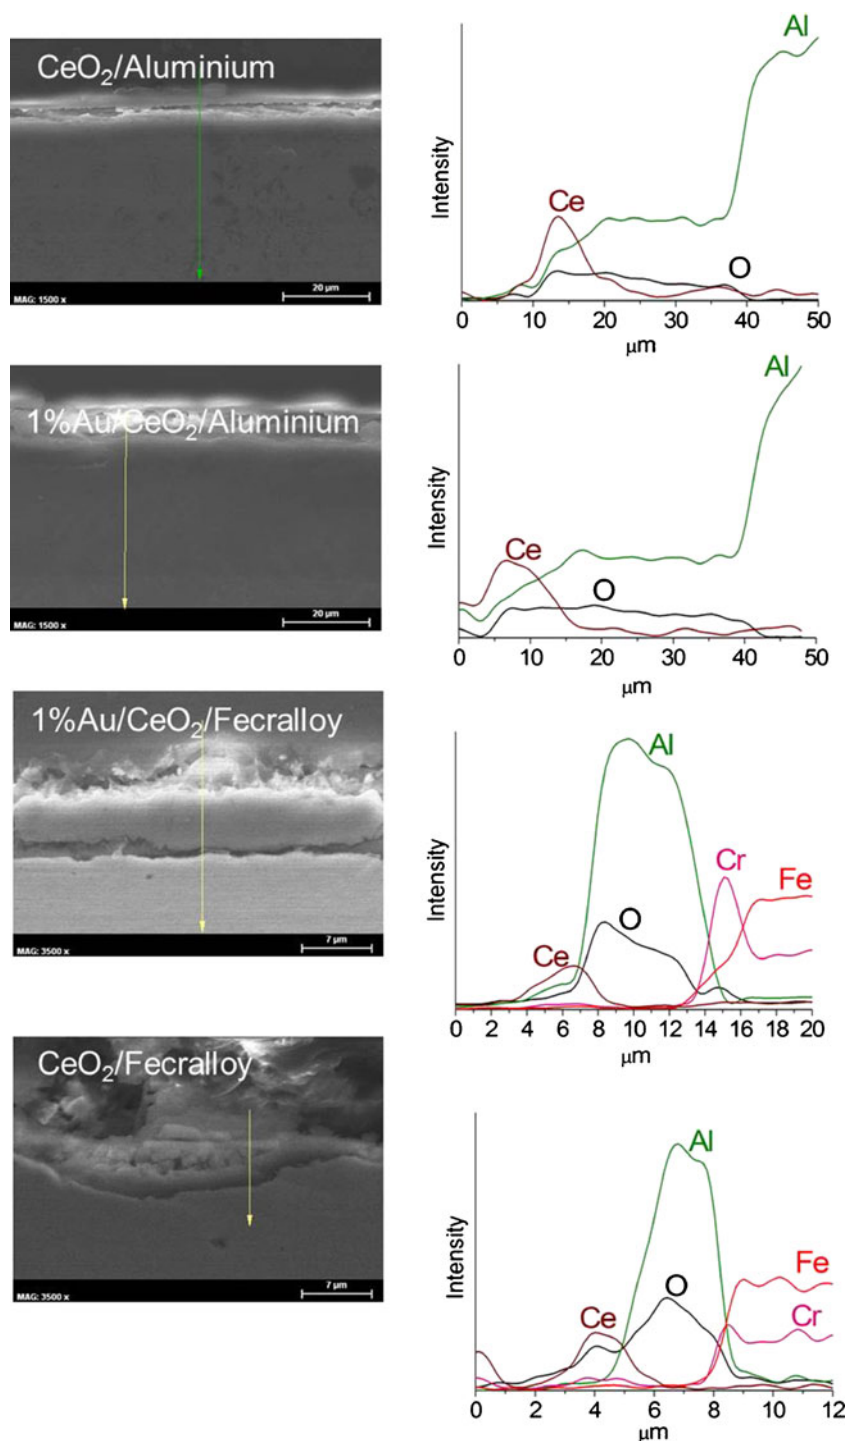 CeO₂/Aluminium
MAG: 1500 x
20 µm
Al
Ce
O
Intensity
0 10 20 30 40 50
µm
1%Au/CeO₂/Aluminium
MAG: 1500 x
20 µm
Al
Ce
O
Intensity
0 10 20 30 40 50
µm
1%Au/CeO₂/Fecralloy
MAG: 3500 x
7 µm
Al
Cr
Fe
O
Ce
Intensity
0 2 4 6 8 10 12 14 16 18 20
µm
CeO₂/Fecralloy
MAG: 3500 x
7 µm
Al
Fe
O
Ce
Cr
Intensity
0 2 4 6 8 10 12
µm